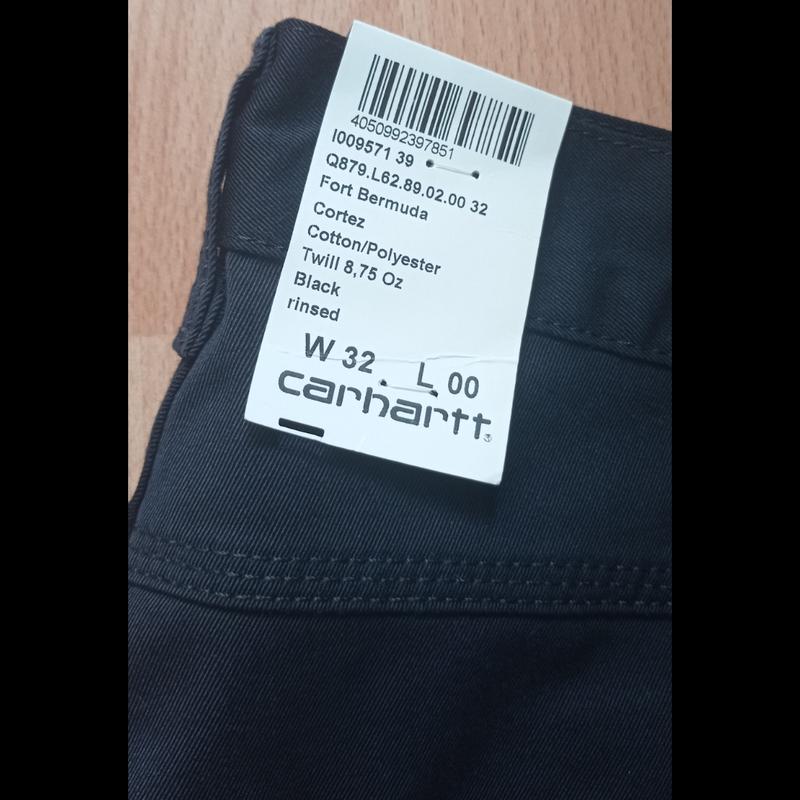 4050992397851
I009571 39
Q879.L62.89.02.00 32
Fort Bermuda
Cortez
Cotton/Polyester
Twill 8,75 Oz
Black
rinsed
W 32 L 00
carhartt®